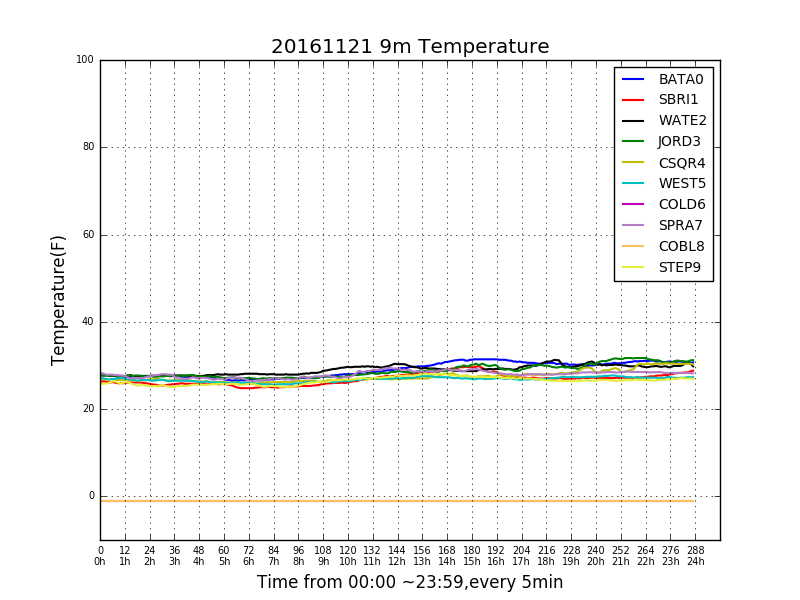 20161121 9m Temperature
100
80
60
40
20
0
Temperature(F)
BATA0
SBRI1
WATE2
JORD3
CSQR4
WEST5
COLD6
SPRA7
COBL8
STEP9
0 12 24 36 48 60 72 84 96 108 120 132 144 156 168 180 192 204 216 228 240 252 264 276 288
0h 1h 2h 3h 4h 5h 6h 7h 8h 9h 10h 11h 12h 13h 14h 15h 16h 17h 18h 19h 20h 21h 22h 23h 24h
Time from 00:00 ~23:59,every 5min